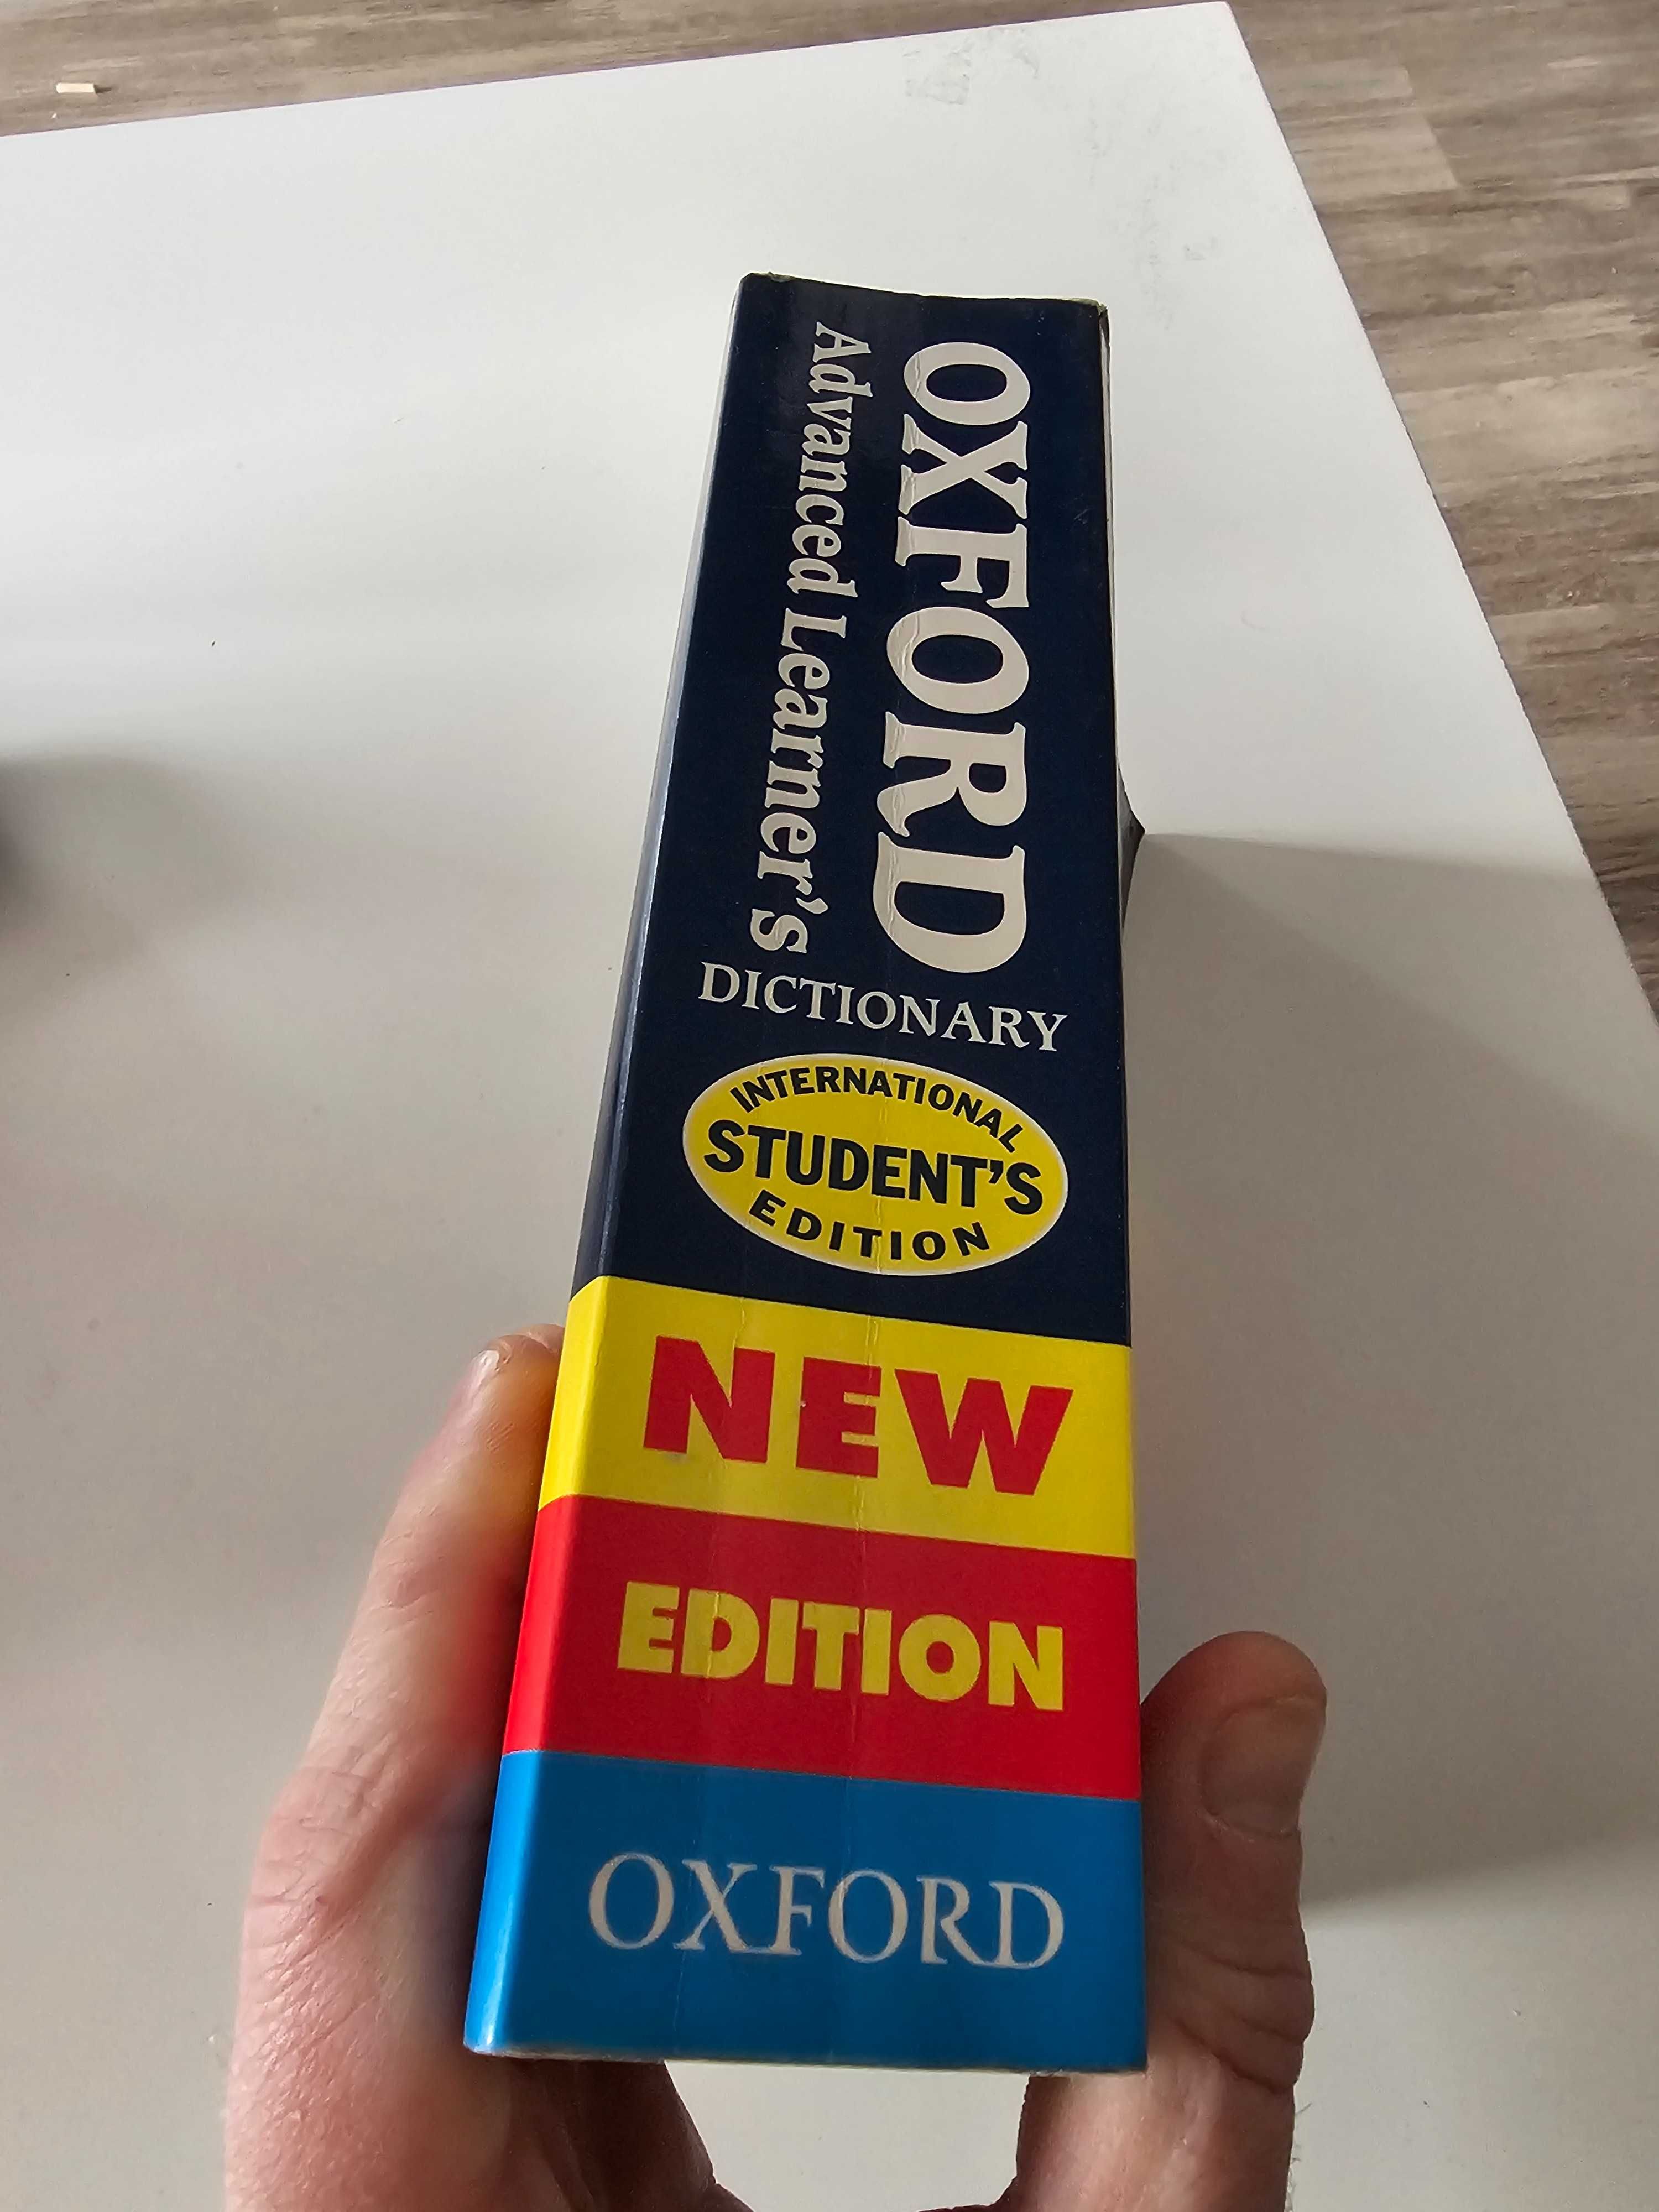 OXFORD
Advanced Learner's
DICTIONARY
INTERNATIONAL
STUDENT'S
EDITION
NEW
EDITION
OXFORD